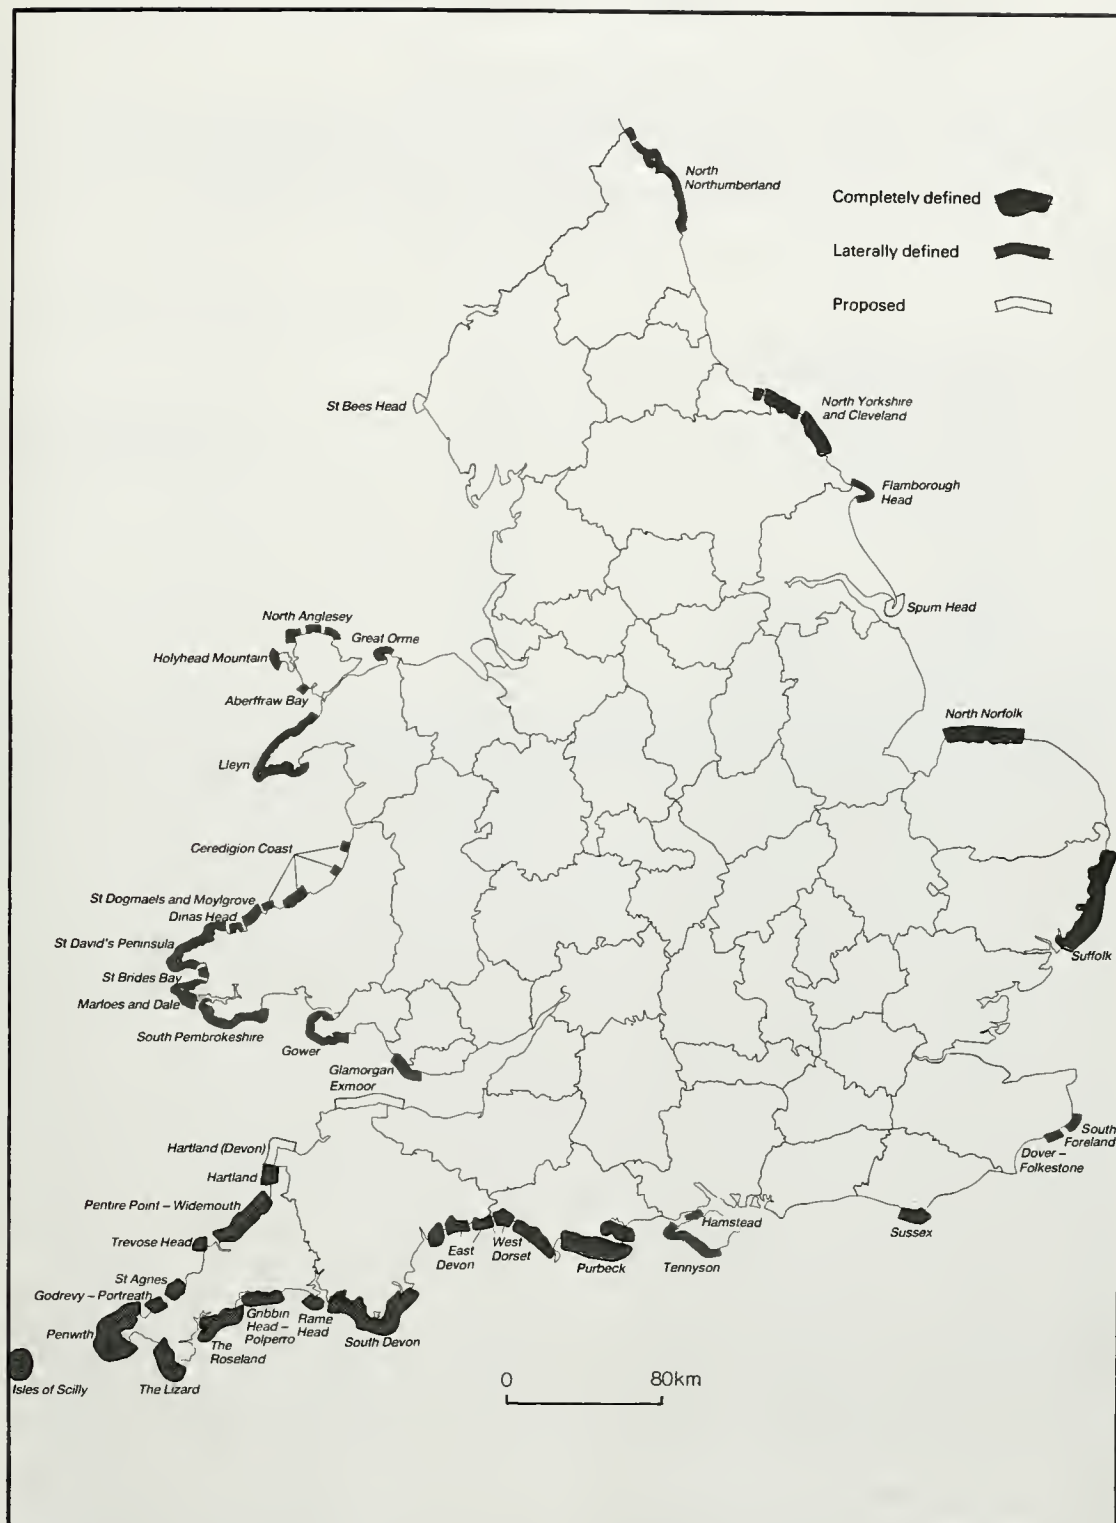 North
Northumberland
Completely defined
Laterally defined
Proposed
St Bees Head
North Yorkshire
and Cleveland
Flamborough
Head
Spurn Head
North Anglesey
Great Orme
Holyhead Mountain
Aberffraw Bay
Lleyn
North Norfolk
Ceredigion Coast
St Dogmaels and Moylgrove
Dinas Head
St David's Peninsula
St Brides Bay
Marloes and Dale
South Pembrokeshire
Gower
Glamorgan
Exmoor
Suffolk
South
Foreland
Dover –
Folkestone
Hartland (Devon)
Hartland
Pentire Point – Widemouth
Trevose Head
St Agnes
Godrevy – Portreath
Penwith
Isles of Scilly
The Lizard
The
Roseland
Gribbin
Head –
Polperro
Rame
Head
South Devon
East
Devon
West
Dorset
Purbeck
Hamstead
Tennyson
Sussex
0 80km